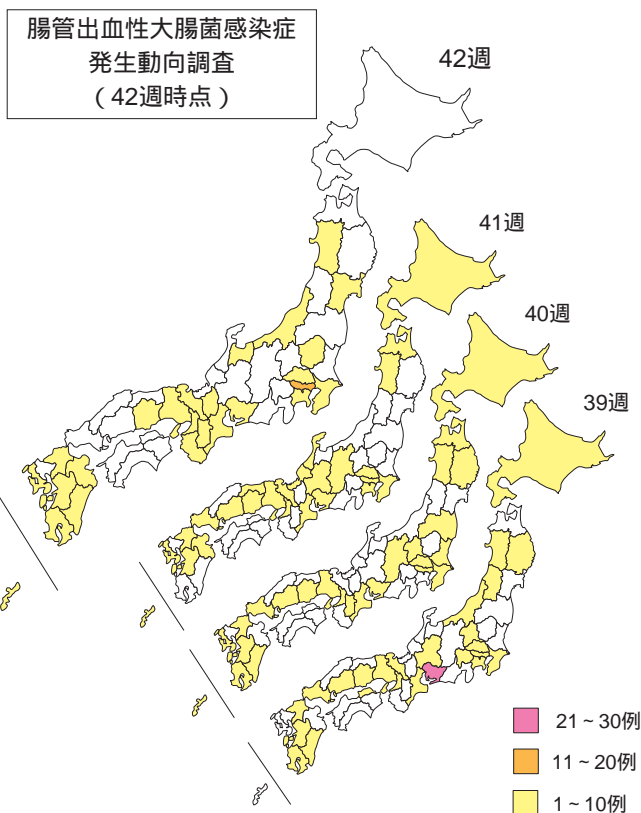 腸管出血性大腸菌感染症
発生動向調査
（42週時点）
42週
41週
40週
39週
21～30例
11～20例
1～10例